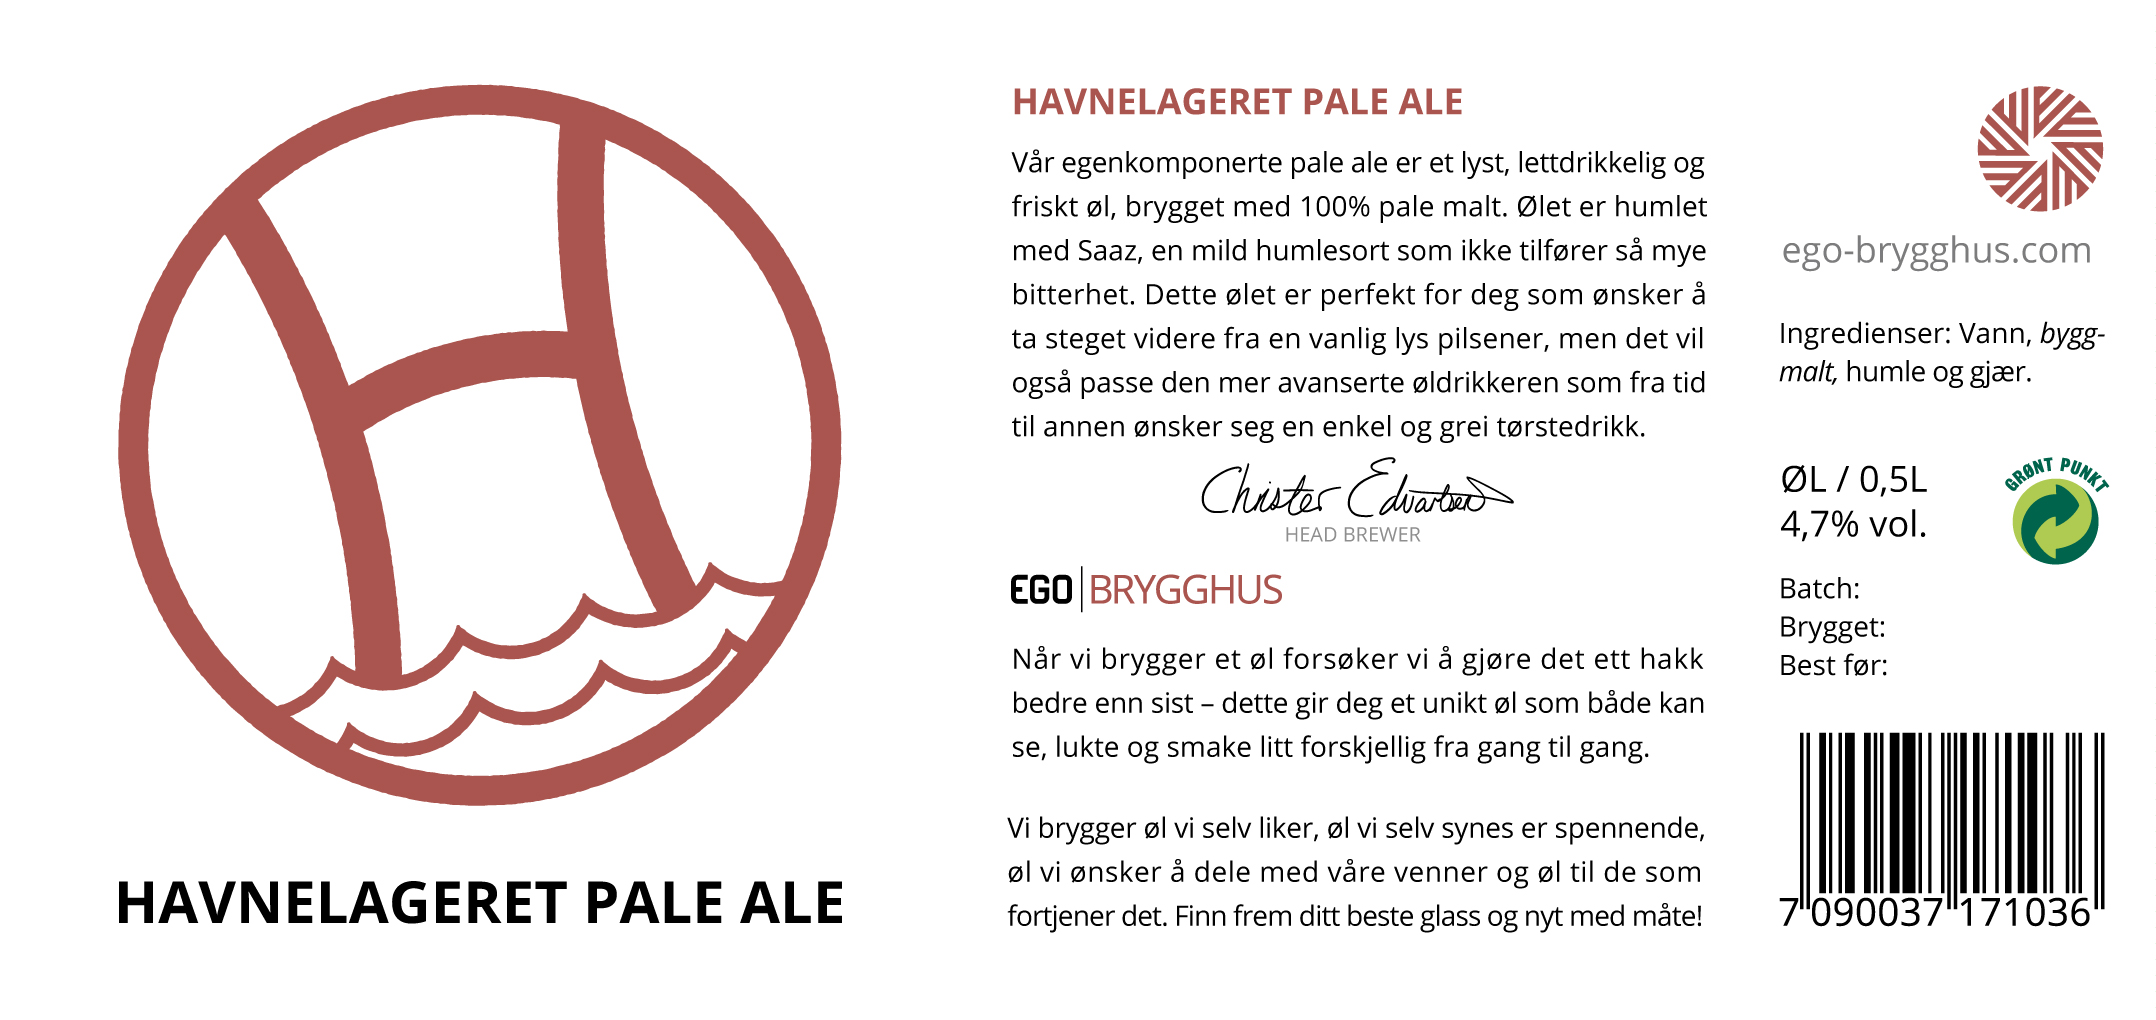 HAVNELAGERET PALE ALE
HAVNELAGERET PALE ALE
Vår egenkomponerte pale ale er et lyst, lettdrikkelig og
friskt øl, brygget med 100% pale malt. Ølet er humlet
med Saaz, en mild humlesort som ikke tilfører så mye
bitterhet. Dette ølet er perfekt for deg som ønsker å
ta steget videre fra en vanlig lys pilsener, men det vil
også passe den mer avanserte øldrikkeren som fra tid
til annen ønsker seg en enkel og grei tørstedrikk.
Christer Edvartsen
HEAD BREWER
EGO|BRYGGHUS
Når vi brygger et øl forsøker vi å gjøre det ett hakk
bedre enn sist – dette gir deg et unikt øl som både kan
se, lukte og smake litt forskjellig fra gang til gang.
Vi brygger øl vi selv liker, øl vi selv synes er spennende,
øl vi ønsker å dele med våre venner og øl til de som
fortjener det. Finn frem ditt beste glass og nyt med måte!
ego-brygghus.com
Ingredienser: Vann, bygg-
malt, humle og gjær.
ØL / 0,5L
4,7% vol.
GRØNT PUNKT
Batch:
Brygget:
Best før:
7 090037 171036